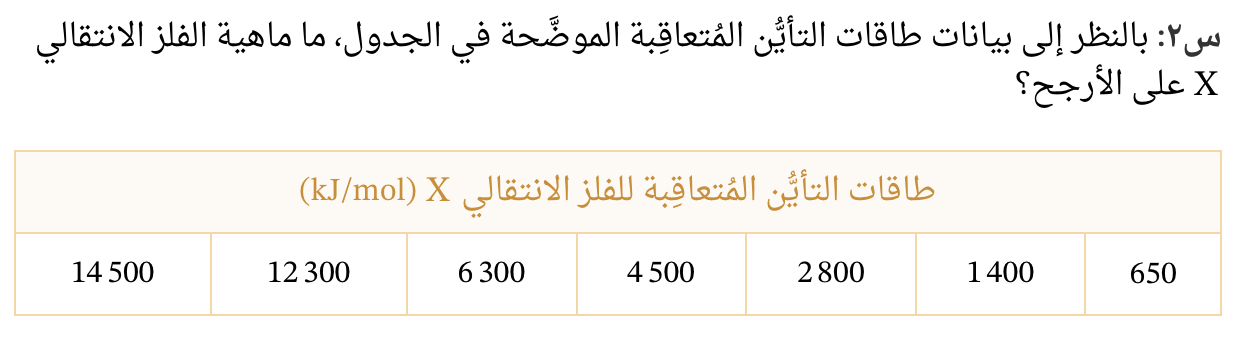 س٢: بالنظر إلى بيانات طاقات التأيُّن المُتعاقِبة الموضَّحة في الجدول، ما ماهية الفلز الانتقالي
X على الأرجح؟
طاقات التأيُّن المُتعاقِبة للفلز الانتقالي X (kJ/mol)
650 1 400 2 800 4 500 6 300 12 300 14 500